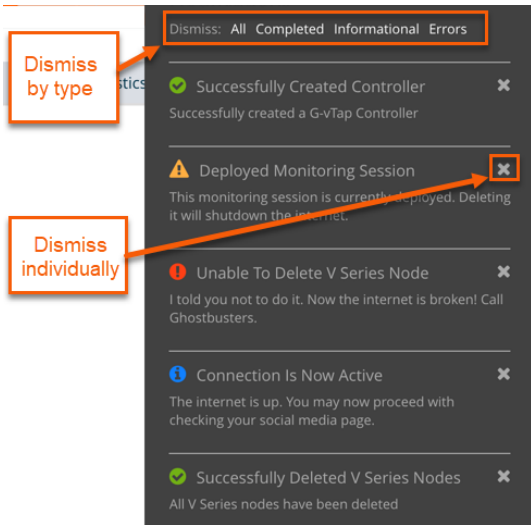 Dismiss: All Completed Informational Errors
Dismiss
by type
stics
Successfully Created Controller
Successfully created a G-vTap Controller
Deployed Monitoring Session
This monitoring session is currently deployed. Deleting
it will shutdown the internet.
Dismiss
individually
Unable To Delete V Series Node
I told you not to do it. Now the internet is broken! Call
Ghostbusters.
Connection Is Now Active
The internet is up. You may now proceed with
checking your social media page.
Successfully Deleted V Series Nodes
All V Series nodes have been deleted